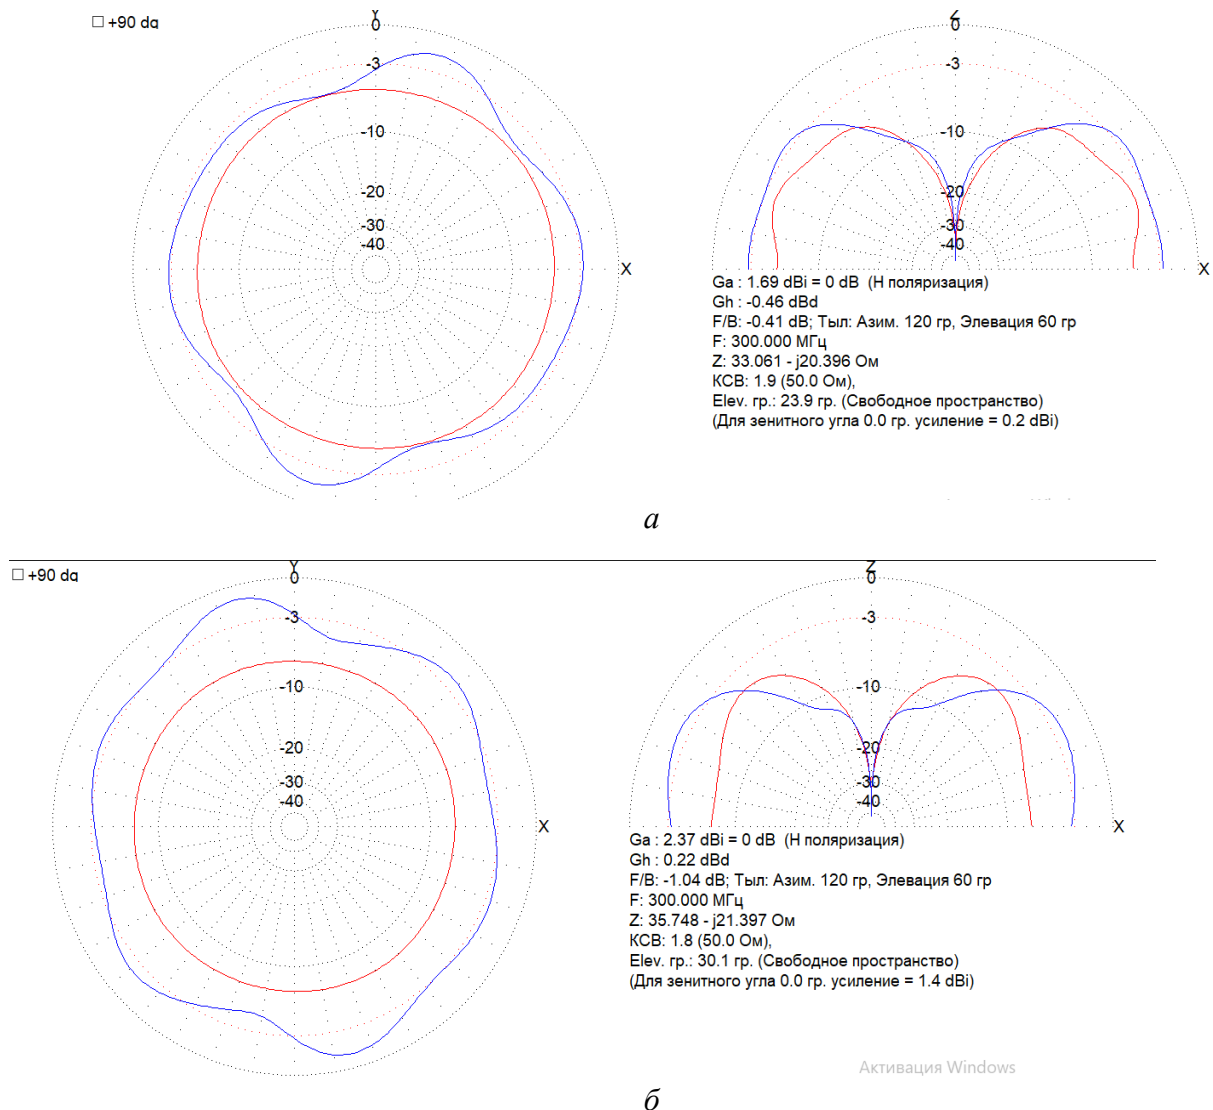 □ +90 dg
Y
0
-3
-10
-20
-30
-40
X
Z
0
-3
-10
-20
-30
-40
X
Ga : 1.69 dBi = 0 dB (Н поляризация)
Gh : -0.46 dBd
F/B: -0.41 dB; Тыл: Азим. 120 гр, Элевация 60 гр
F: 300.000 МГц
Z: 33.061 - j20.396 Ом
КСВ: 1.9 (50.0 Ом),
Elev. гр.: 23.9 гр. (Свободное пространство)
(Для зенитного угла 0.0 гр. усиление = 0.2 dBi)
а
□ +90 dg
Y
0
-3
-10
-20
-30
-40
X
Z
0
-3
-10
-20
-30
-40
X
Ga : 2.37 dBi = 0 dB (Н поляризация)
Gh : 0.22 dBd
F/B: -1.04 dB; Тыл: Азим. 120 гр, Элевация 60 гр
F: 300.000 МГц
Z: 35.748 - j21.397 Ом
КСВ: 1.8 (50.0 Ом),
Elev. гр.: 30.1 гр. (Свободное пространство)
(Для зенитного угла 0.0 гр. усиление = 1.4 dBi)
Активация Windows
б